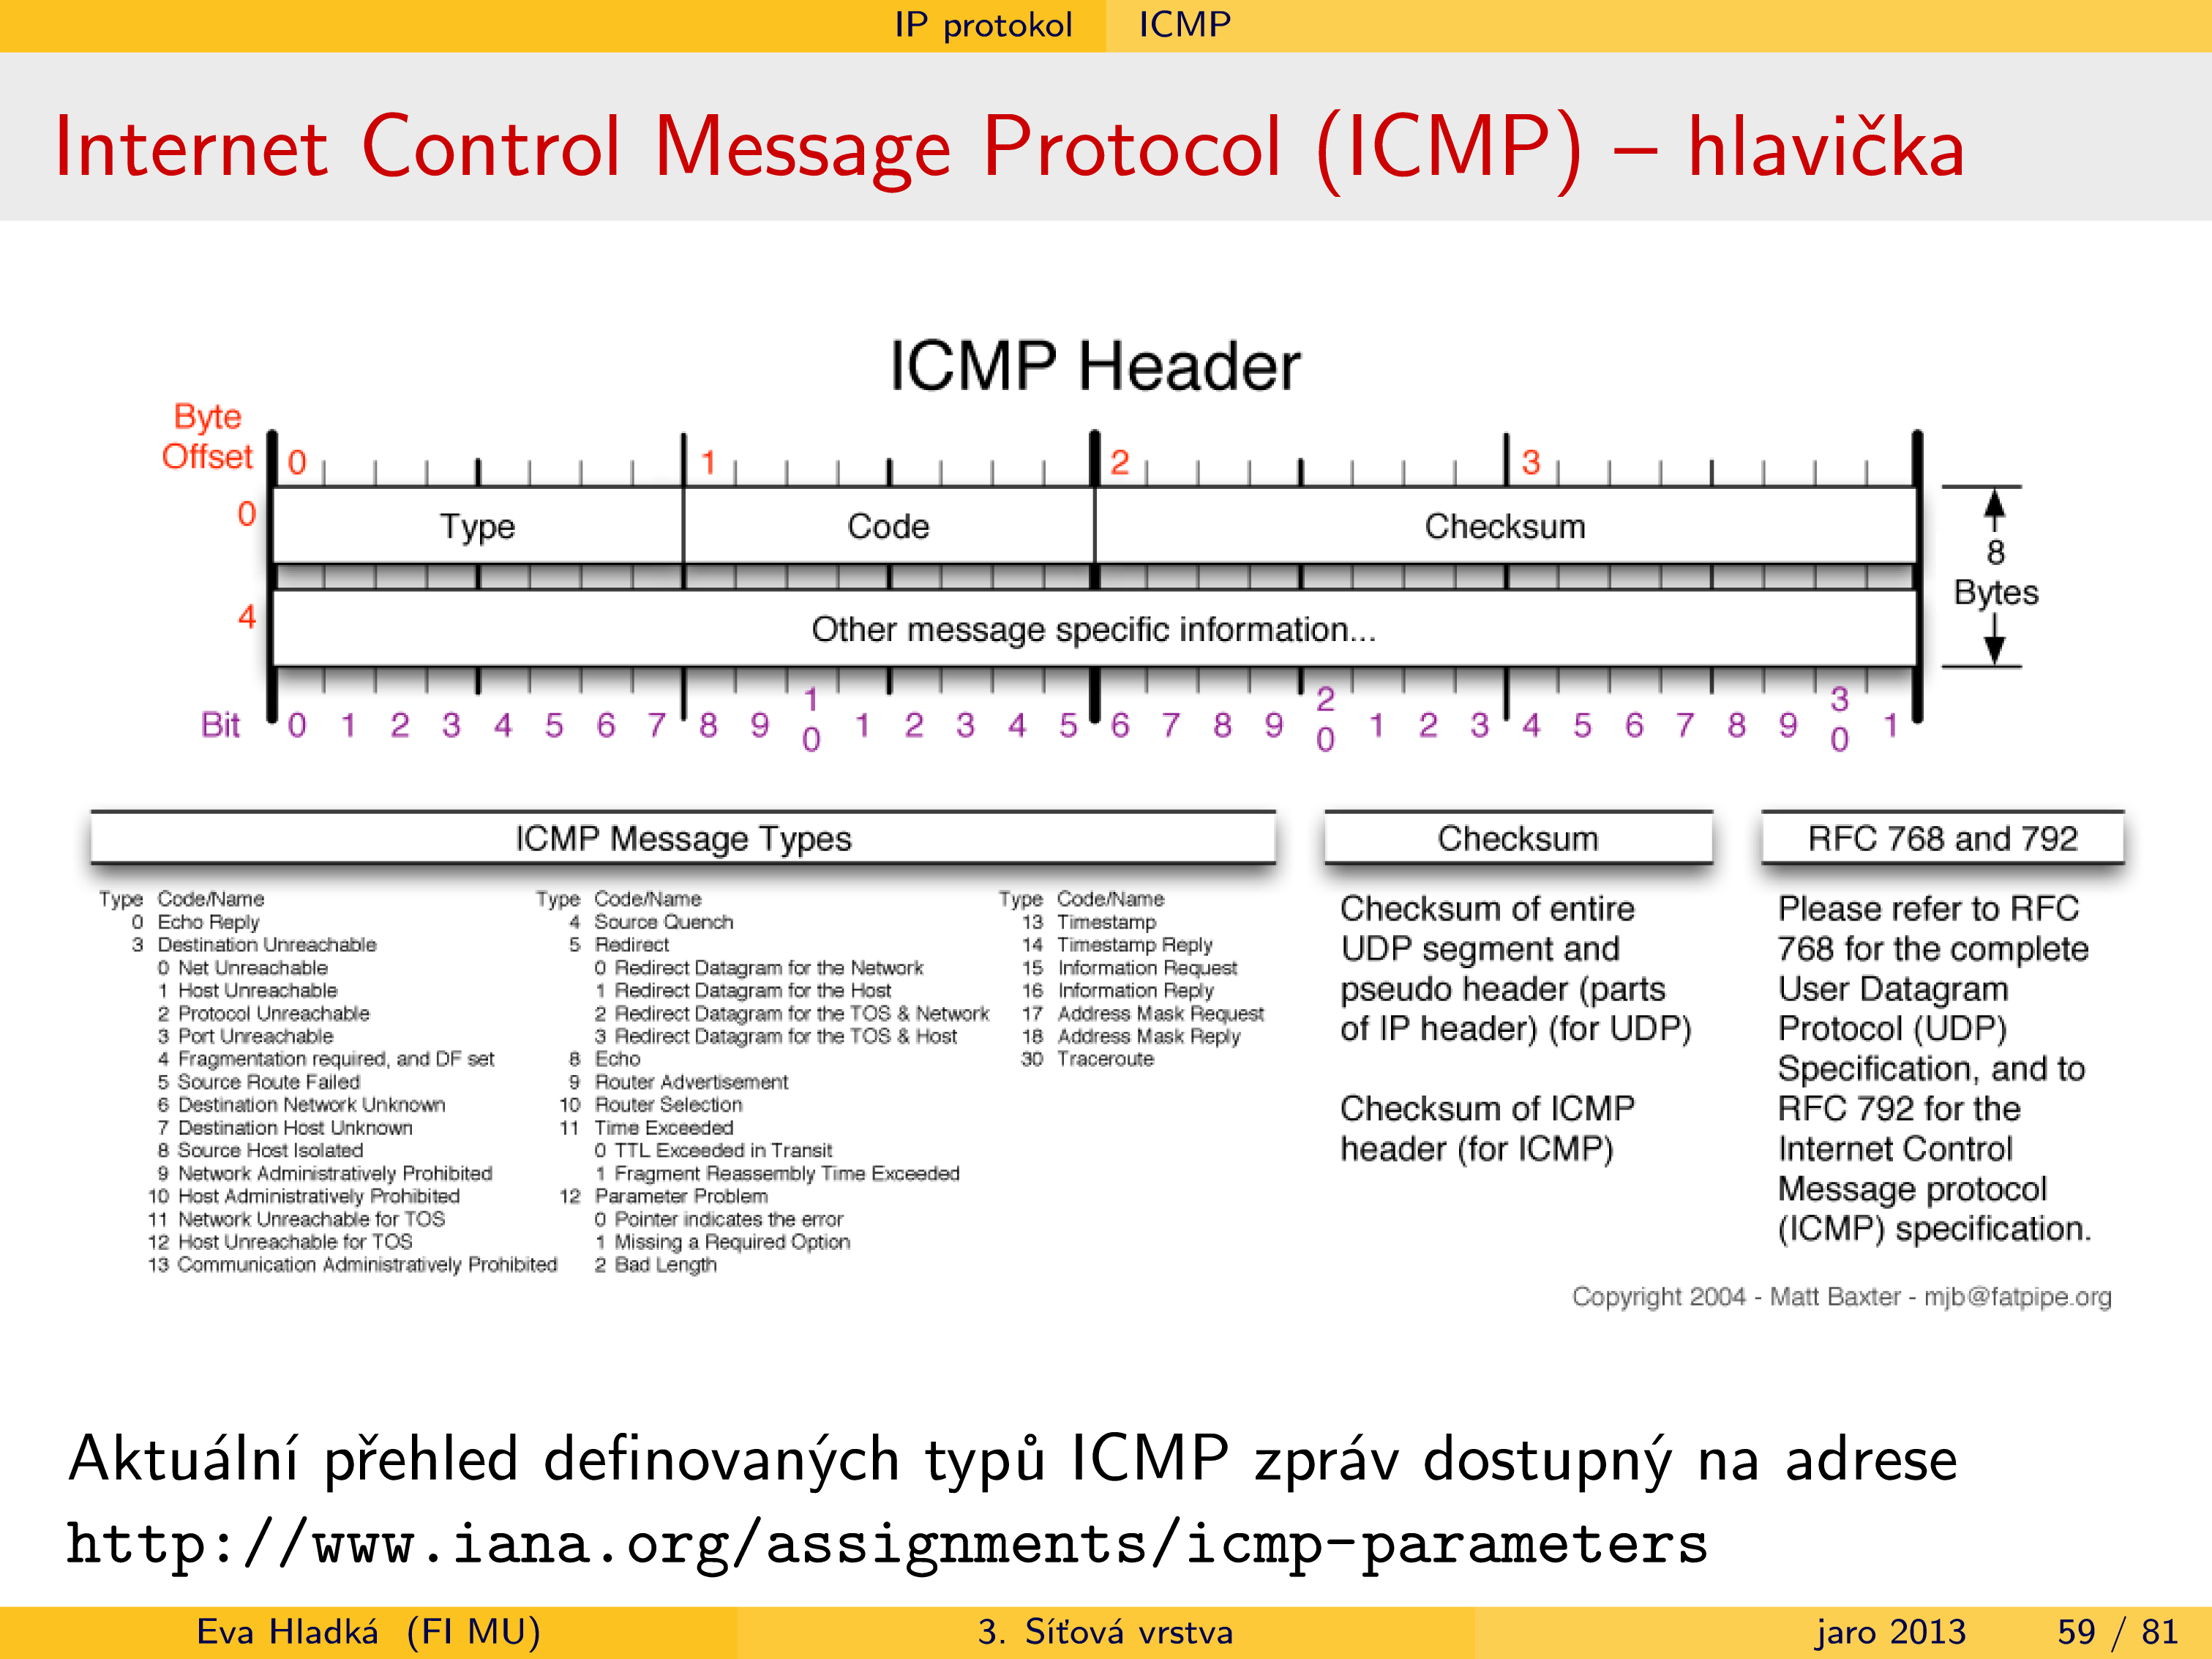 IP protokol ICMP
Internet Control Message Protocol (ICMP) – hlavička
ICMP Header
Byte
Offset 0 1 2 3
0 Type Code Checksum
8
Bytes
4 Other message specific information...
Bit 0 1 2 3 4 5 6 7 8 9 10 1 2 3 4 5 6 7 8 9 20 1 2 3 4 5 6 7 8 9 30 1
ICMP Message Types
Type Code/Name
0 Echo Reply
3 Destination Unreachable
0 Net Unreachable
1 Host Unreachable
2 Protocol Unreachable
3 Port Unreachable
4 Fragmentation required, and DF set
5 Source Route Failed
6 Destination Network Unknown
7 Destination Host Unknown
8 Source Host Isolated
9 Network Administratively Prohibited
10 Host Administratively Prohibited
11 Network Unreachable for TOS
12 Host Unreachable for TOS
13 Communication Administratively Prohibited
Type Code/Name
4 Source Quench
5 Redirect
0 Redirect Datagram for the Network
1 Redirect Datagram for the Host
2 Redirect Datagram for the TOS & Network
3 Redirect Datagram for the TOS & Host
8 Echo
9 Router Advertisement
10 Router Selection
11 Time Exceeded
0 TTL Exceeded in Transit
1 Fragment Reassembly Time Exceeded
12 Parameter Problem
0 Pointer indicates the error
1 Missing a Required Option
2 Bad Length
Type Code/Name
13 Timestamp
14 Timestamp Reply
15 Information Request
16 Information Reply
17 Address Mask Request
18 Address Mask Reply
30 Traceroute
Checksum
Checksum of entire
UDP segment and
pseudo header (parts
of IP header) (for UDP)
Checksum of ICMP
header (for ICMP)
RFC 768 and 792
Please refer to RFC
768 for the complete
User Datagram
Protocol (UDP)
Specification, and to
RFC 792 for the
Internet Control
Message protocol
(ICMP) specification.
Copyright 2004 - Matt Baxter - mjb@fatpipe.org
Aktuální přehled definovaných typů ICMP zpráv dostupný na adrese
http://www.iana.org/assignments/icmp-parameters
Eva Hladká (FI MU) 3. Síťová vrstva jaro 2013 59 / 81